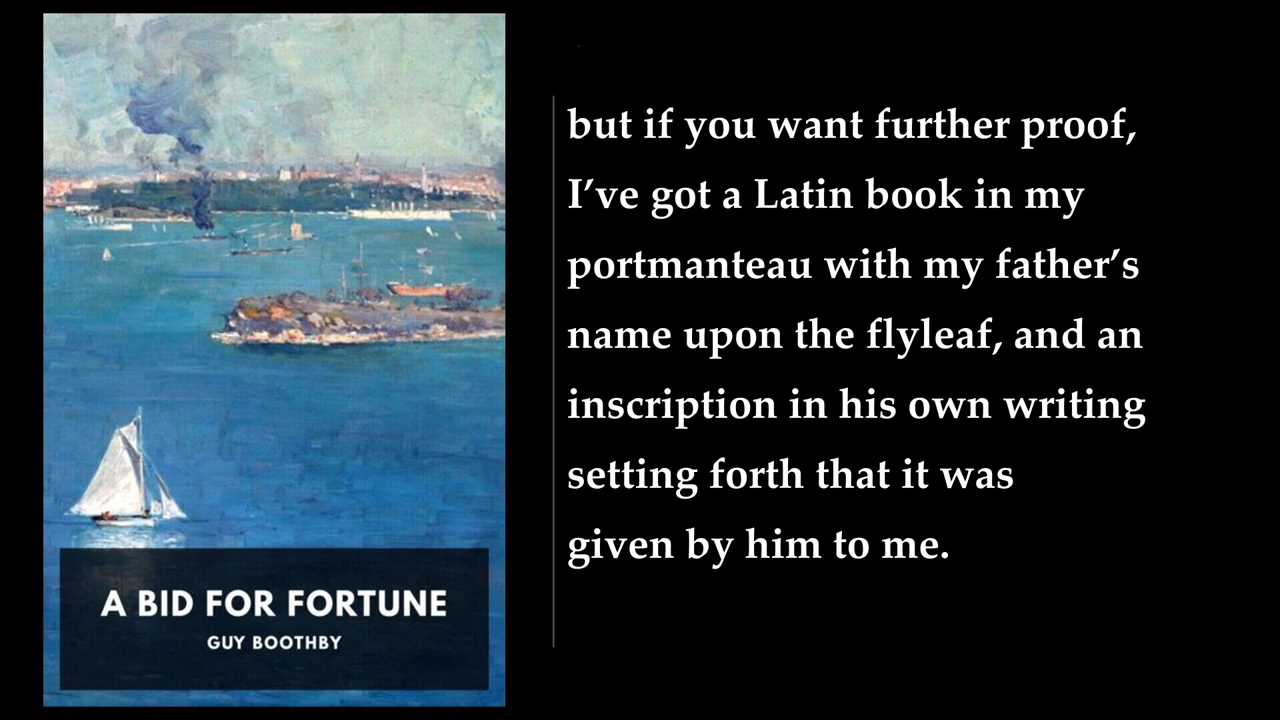 A BID FOR FORTUNE
GUY BOOTHBY
but if you want further proof,
I’ve got a Latin book in my
portmanteau with my father’s
name upon the flyleaf, and an
inscription in his own writing
setting forth that it was
given by him to me.